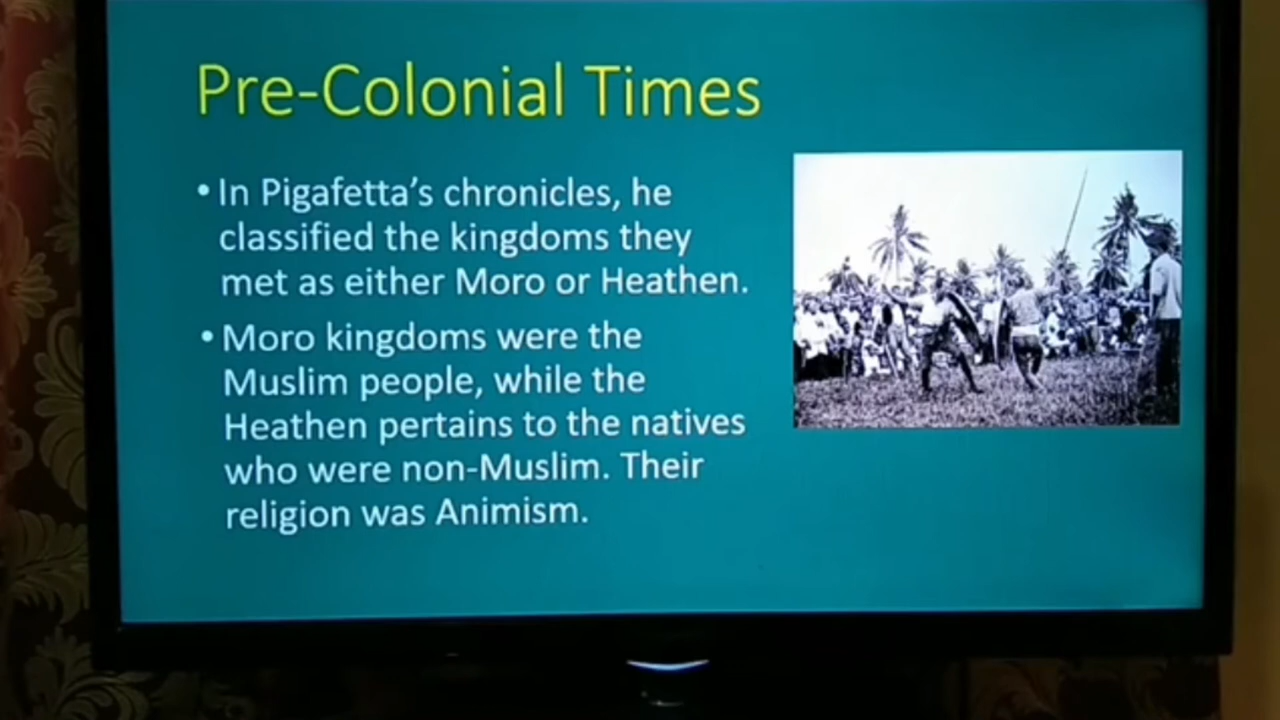 Pre-Colonial Times
• In Pigafetta's chronicles, he
classified the kingdoms they
met as either Moro or Heathen.
• Moro kingdoms were the
Muslim people, while the
Heathen pertains to the natives
who were non-Muslim. Their
religion was Animism.